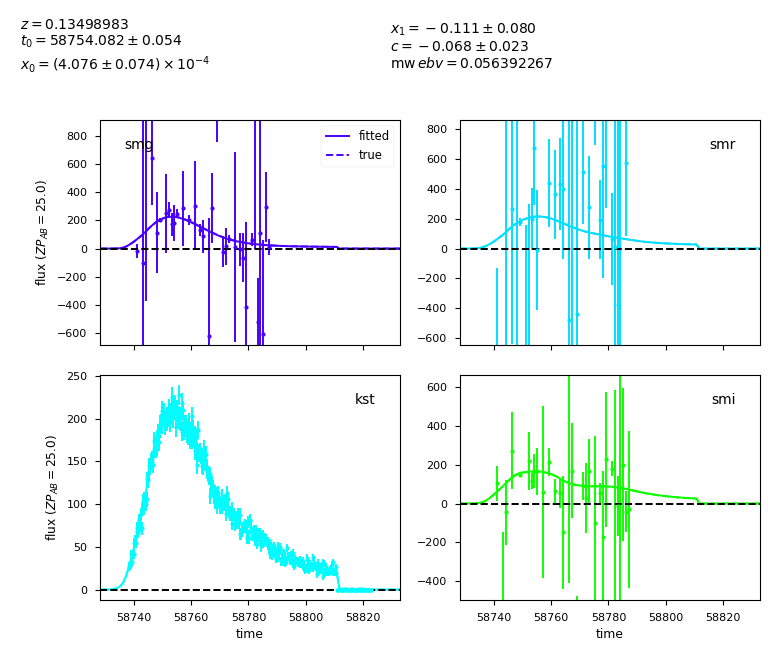 z = 0.13498983
t₀ = 58754.082 ± 0.054
x₀ = (4.076 ± 0.074) × 10⁻⁴
x₁ = −0.111 ± 0.080
c = −0.068 ± 0.023
mw ebv = 0.056392267
smg
fitted
true
800
600
400
200
0
−200
−400
−600
flux (ZP_AB = 25.0)
smr
800
600
400
200
0
−200
−400
−600
kst
250
200
150
100
50
0
flux (ZP_AB = 25.0)
58740 58760 58780 58800 58820
time
smi
600
400
200
0
−200
−400
58740 58760 58780 58800 58820
time